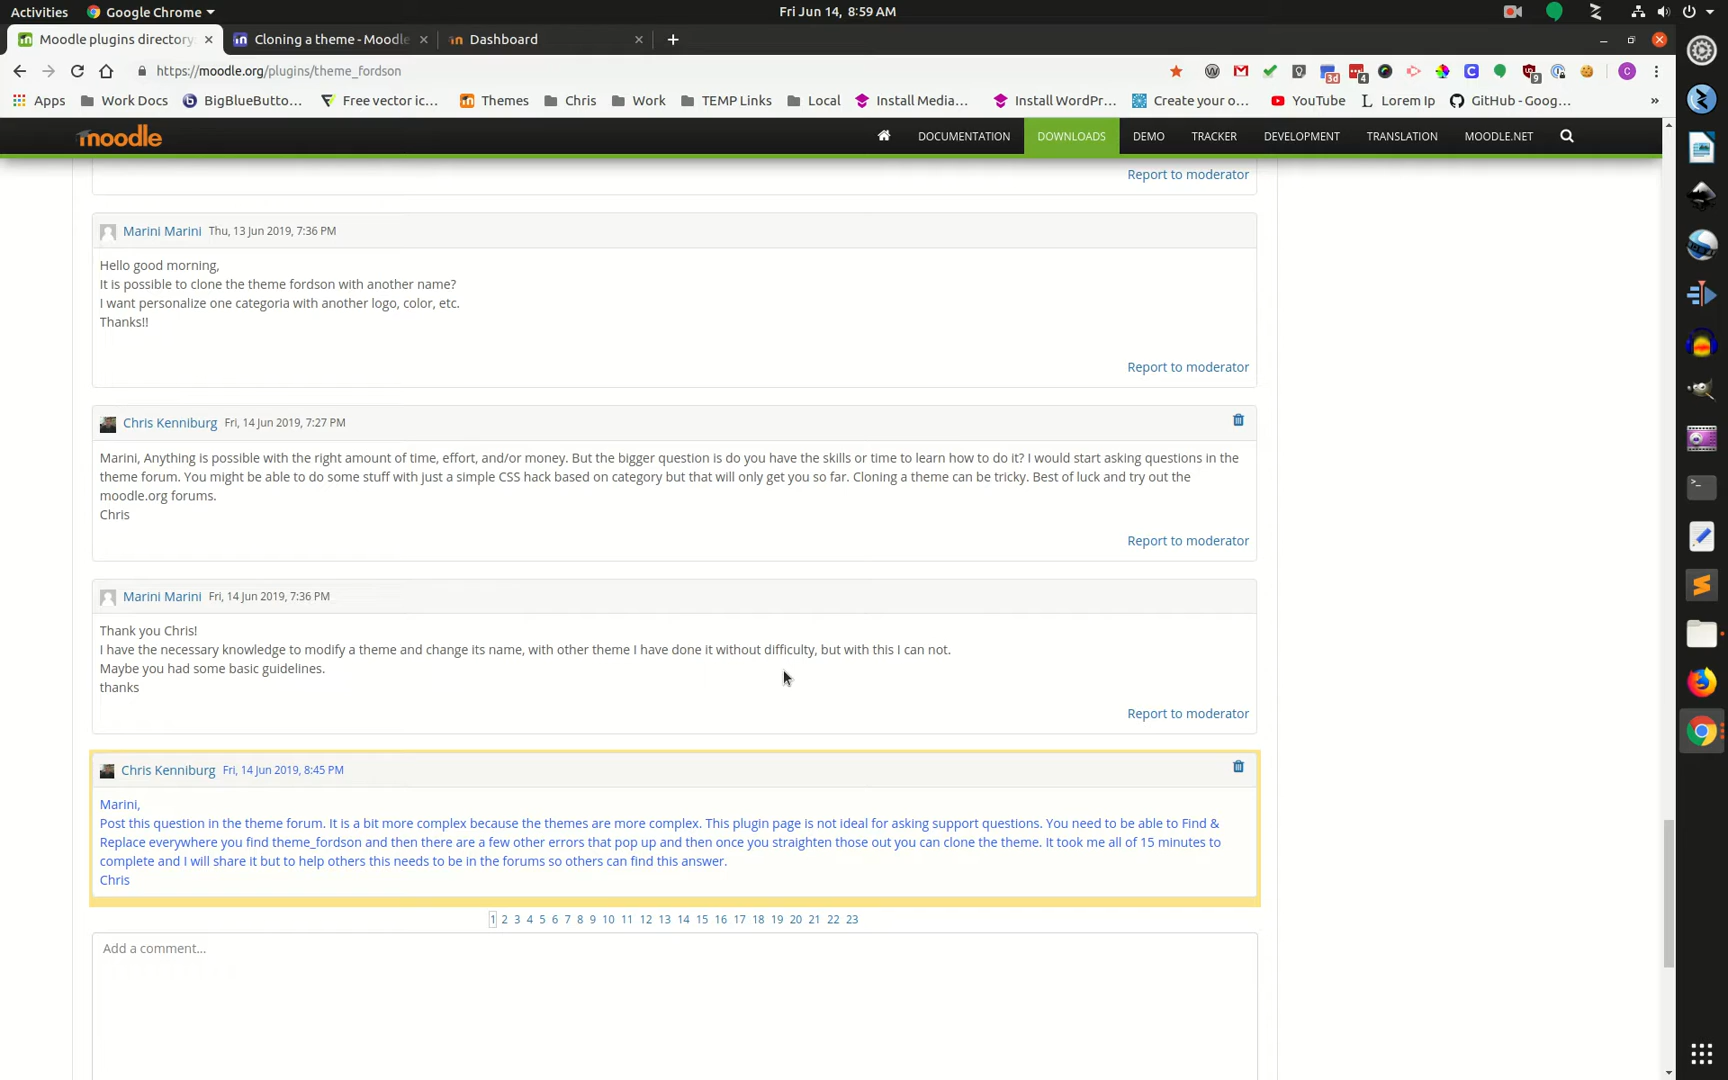 Activities
Google Chrome
Fri Jun 14, 8:59 AM
Moodle plugins directory
Cloning a theme - Moodle
Dashboard
https://moodle.org/plugins/theme_fordson
3d
4
9
C
Apps
Work Docs
BigBlueButto...
Free vector ic...
Themes
Chris
Work
TEMP Links
Local
Install Media...
Install WordPr...
Create your o...
YouTube
Lorem Ip
GitHub - Goog...
»
moodle
DOCUMENTATION
DOWNLOADS
DEMO
TRACKER
DEVELOPMENT
TRANSLATION
MOODLE.NET
Report to moderator
Marini Marini Thu, 13 Jun 2019, 7:36 PM
Hello good morning,
It is possible to clone the theme fordson with another name?
I want personalize one categoria with another logo, color, etc.
Thanks!!
Report to moderator
Chris Kenniburg Fri, 14 Jun 2019, 7:27 PM
Marini, Anything is possible with the right amount of time, effort, and/or money. But the bigger question is do you have the skills or time to learn how to do it? I would start asking questions in the
theme forum. You might be able to do some stuff with just a simple CSS hack based on category but that will only get you so far. Cloning a theme can be tricky. Best of luck and try out the
moodle.org forums.
Chris
Report to moderator
Marini Marini Fri, 14 Jun 2019, 7:36 PM
Thank you Chris!
I have the necessary knowledge to modify a theme and change its name, with other theme I have done it without difficulty, but with this I can not.
Maybe you had some basic guidelines.
thanks
Report to moderator
Chris Kenniburg Fri, 14 Jun 2019, 8:45 PM
Marini,
Post this question in the theme forum. It is a bit more complex because the themes are more complex. This plugin page is not ideal for asking support questions. You need to be able to Find &
Replace everywhere you find theme_fordson and then there are a few other errors that pop up and then once you straighten those out you can clone the theme. It took me all of 15 minutes to
complete and I will share it but to help others this needs to be in the forums so others can find this answer.
Chris
1 2 3 4 5 6 7 8 9 10 11 12 13 14 15 16 17 18 19 20 21 22 23
Add a comment...